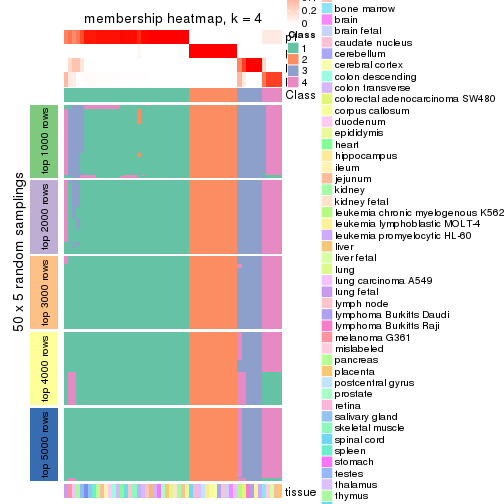 membership heatmap, k = 4
0.2
0
Class
1
2
3
4
Class
50 x 5 random samplings
top 1000 rows
top 2000 rows
top 3000 rows
top 4000 rows
top 5000 rows
tissue
bone marrow
brain
brain fetal
caudate nucleus
cerebellum
cerebral cortex
colon descending
colon transverse
colorectal adenocarcinoma SW480
corpus callosum
duodenum
epididymis
heart
hippocampus
ileum
jejunum
kidney
kidney fetal
leukemia chronic myelogenous K562
leukemia lymphoblastic MOLT-4
leukemia promyelocytic HL-60
liver
liver fetal
lung
lung carcinoma A549
lung fetal
lymph node
lymphoma Burkitts Daudi
lymphoma Burkitts Raji
melanoma G361
mislabeled
pancreas
placenta
postcentral gyrus
prostate
retina
salivary gland
skeletal muscle
spinal cord
spleen
stomach
testes
thalamus
thymus